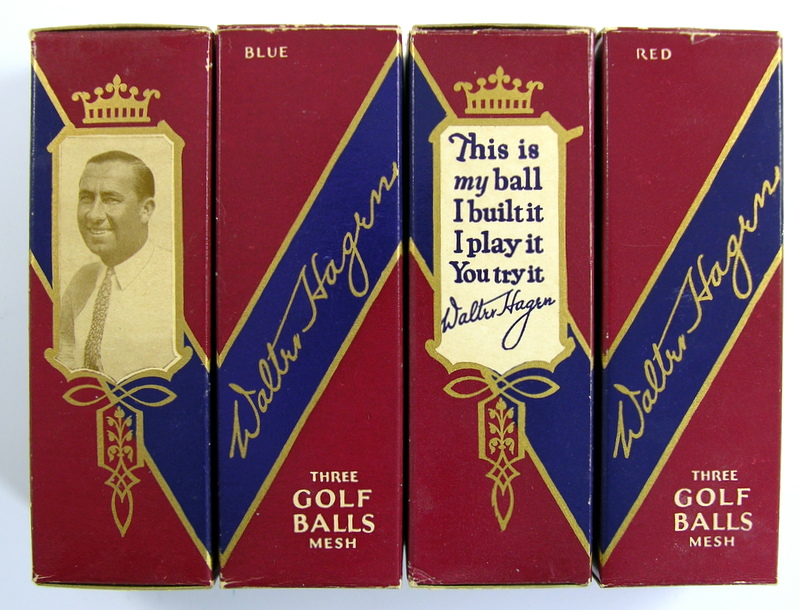 BLUE
Walter Hagen
THREE
GOLF
BALLS
MESH
This is
my ball
I built it
I play it
You try it
Walter Hagen
RED
Walter Hagen
THREE
GOLF
BALLS
MESH